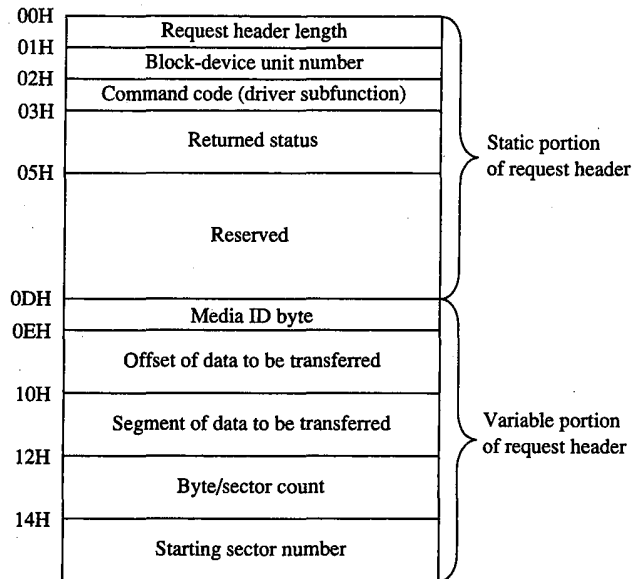 00H
Request header length
01H
Block-device unit number
02H
Command code (driver subfunction)
03H
Returned status
05H
Reserved
Static portion
of request header
0DH
Media ID byte
0EH
Offset of data to be transferred
10H
Segment of data to be transferred
12H
Byte/sector count
14H
Starting sector number
Variable portion
of request header